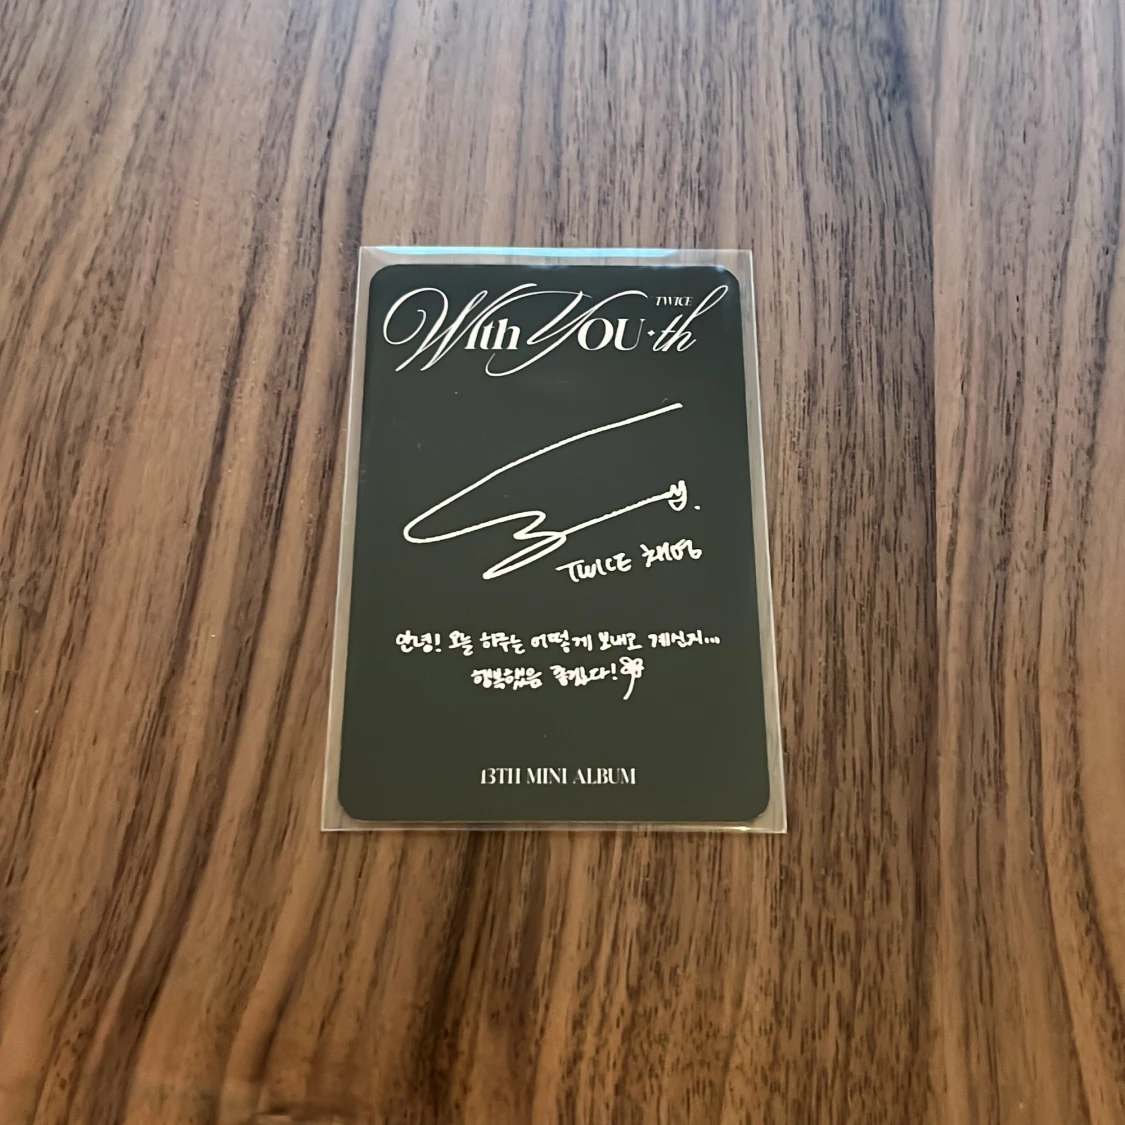 TWICE
With YOU-th
TWICE 채영
안녕! 오늘 하루는 어떻게 보내고 계신지...
행복했음 좋겠다!
13TH MINI ALBUM